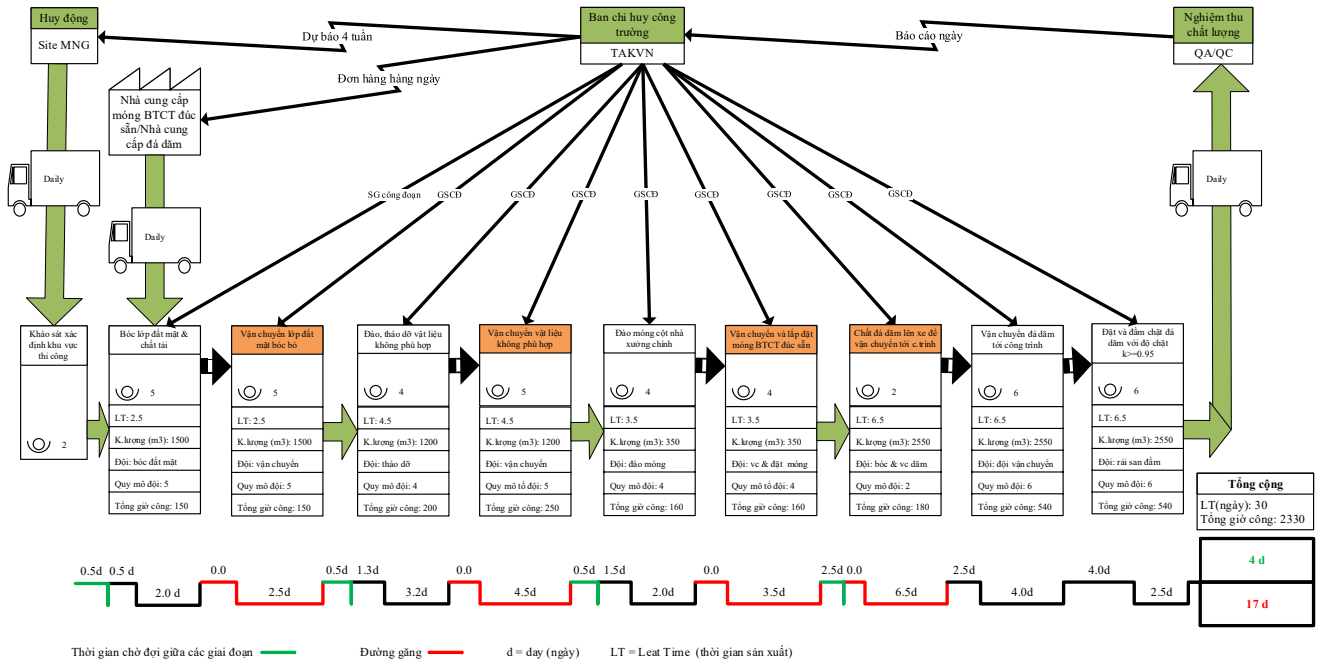 Huy động
Site MNG
Dự báo 4 tuần
Đơn hàng hàng ngày
Ban chỉ huy công
trường
TAKVN
Báo cáo ngày
Nghiệm thu
chất lượng
QA/QC
Nhà cung cấp
móng BTCT đúc
sẵn/Nhà cung
cấp đá dăm
Daily
Daily
Daily
SG công đoạn
GSCĐ
GSCĐ
GSCĐ
GSCĐ
GSCĐ
GSCĐ
GSCĐ
GSCĐ
Khảo sát xác
định khu vực
thi công
2
Bóc lớp đất mặt &
chất tải
5
LT: 2.5
K.lượng (m3): 1500
Đội: bóc đất mặt
Quy mô đội: 5
Tổng giờ công: 150
Vận chuyển lớp đất
mặt bóc bỏ
5
LT: 2.5
K.lượng (m3): 1500
Đội: vận chuyển
Quy mô đội: 5
Tổng giờ công: 150
Đào, tháo dỡ vật liệu
không phù hợp
4
LT: 4.5
K.lượng (m3): 1200
Đội: tháo dỡ
Quy mô đội: 4
Tổng giờ công: 200
Vận chuyển vật liệu
không phù hợp
5
LT: 4.5
K.lượng (m3): 1200
Đội: vận chuyển
Quy mô tổ đội: 5
Tổng giờ công: 250
Đào móng cột nhà
xưởng chính
4
LT: 3.5
K.lượng (m3): 350
Đội: đào móng
Quy mô đội: 4
Tổng giờ công: 160
Vận chuyển và lắp đặt
móng BTCT đúc sẵn
4
LT: 3.5
K.lượng (m3): 350
Đội: vc & đặt móng
Quy mô tổ đội: 4
Tổng giờ công: 160
Chất đá dăm lên xe để
vận chuyển tới c.trình
2
LT: 6.5
K.lượng (m3): 2550
Đội: bóc & vc dăm
Quy mô đội: 2
Tổng giờ công: 180
Vận chuyển đá dăm
tới công trình
6
LT: 6.5
K.lượng (m3): 2550
Đội: đội vận chuyển
Quy mô đội: 6
Tổng giờ công: 540
Đặt và đầm chặt đá
dăm với độ chặt
k>=0.95
6
LT: 6.5
K.lượng (m3): 2550
Đội: rải san đầm
Quy mô đội: 6
Tổng giờ công: 540
Tổng cộng
LT(ngày): 30
Tổng giờ công: 2330
4 d
17 d
0.5d 0.5 d 0.0 0.5d 1.3d 0.0 0.5d 1.5d 0.0 2.5d 0.0 2.5d 4.0d
2.0 d 2.5d 3.2d 4.5d 2.0d 3.5d 6.5d 4.0d 2.5d
Thời gian chờ đợi giữa các giai đoạn
Đường găng
d = day (ngày)
LT = Leat Time (thời gian sản xuất)